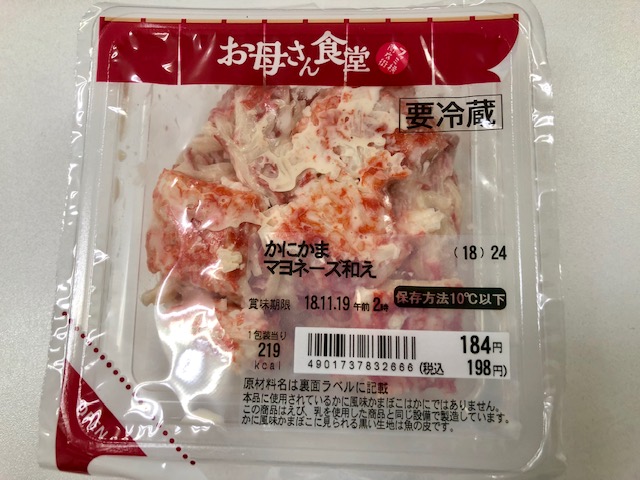 お母さん食堂
要冷蔵
かにかま
マヨネーズ和え
(18) 24
賞味期限 18.11.19 午前 2時
保存方法10℃以下
1包装当り
219
kcal
184円
4901737832666 (税込 198円)
原材料名は裏面ラベルに記載
本品に使用されているかに風味かまぼこはかにではありません。
この商品はえび、乳を使用した商品と同じ設備で製造しています。
かに風味かまぼこに見られる黒い生地は魚の皮です。